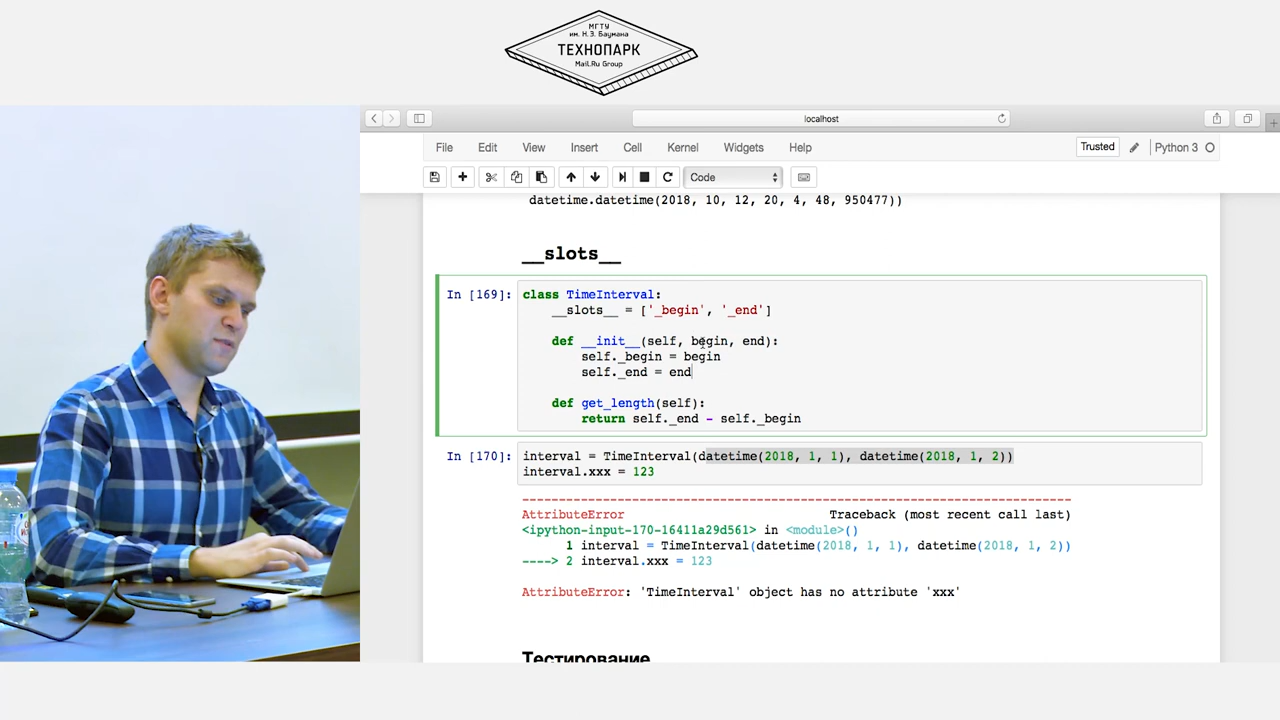 МГТУ
им. Н.Э. Баумана
ТЕХНОПАРК
Mail.Ru Group
localhost
File Edit View Insert Cell Kernel Widgets Help
Trusted
Python 3
Code
datetime.datetime(2018, 10, 12, 20, 4, 48, 950477))
__slots__
In [169]: class TimeInterval:
__slots__ = ['_begin', '_end']
def __init__(self, begin, end):
self._begin = begin
self._end = end
def get_length(self):
return self._end - self._begin
In [170]: interval = TimeInterval(datetime(2018, 1, 1), datetime(2018, 1, 2))
interval.xxx = 123
---------------------------------------------------------------------------
AttributeError Traceback (most recent call last)
<ipython-input-170-16411a29d561> in <module>()
1 interval = TimeInterval(datetime(2018, 1, 1), datetime(2018, 1, 2))
----> 2 interval.xxx = 123
AttributeError: 'TimeInterval' object has no attribute 'xxx'
Тестирование